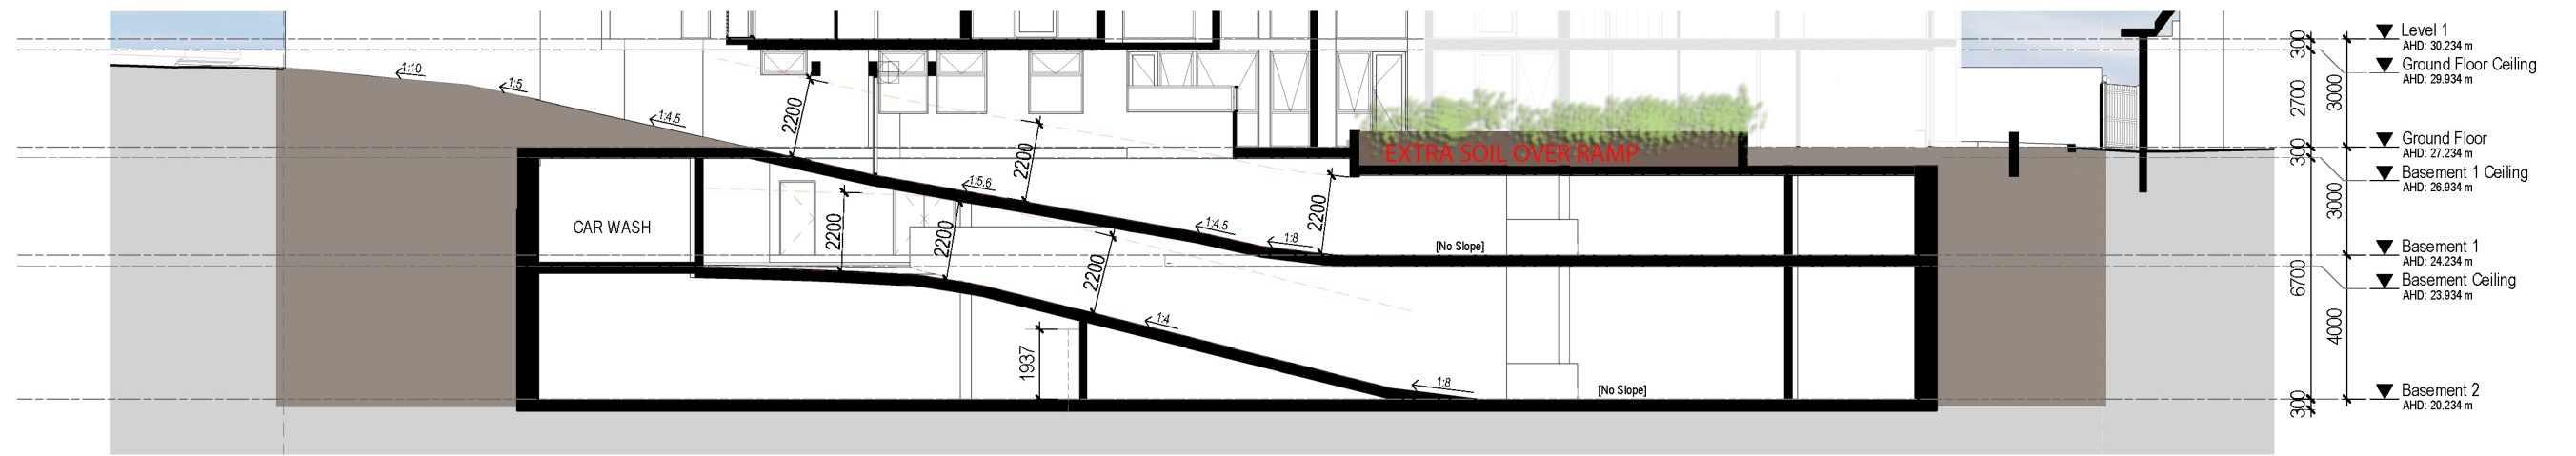 1:10
1:5
1:4.5
2200
EXTRA SOIL OVER RAMP
2200
1:5.6
CAR WASH
2200
2200
2200
1:4.5
1:8
[No Slope]
2200
1:4
1937
1:8
[No Slope]
300
2700
3000
300
3000
6700
4000
300
Level 1
AHD: 30.234 m
Ground Floor Ceiling
AHD: 29.934 m
Ground Floor
AHD: 27.234 m
Basement 1 Ceiling
AHD: 26.934 m
Basement 1
AHD: 24.234 m
Basement Ceiling
AHD: 23.934 m
Basement 2
AHD: 20.234 m